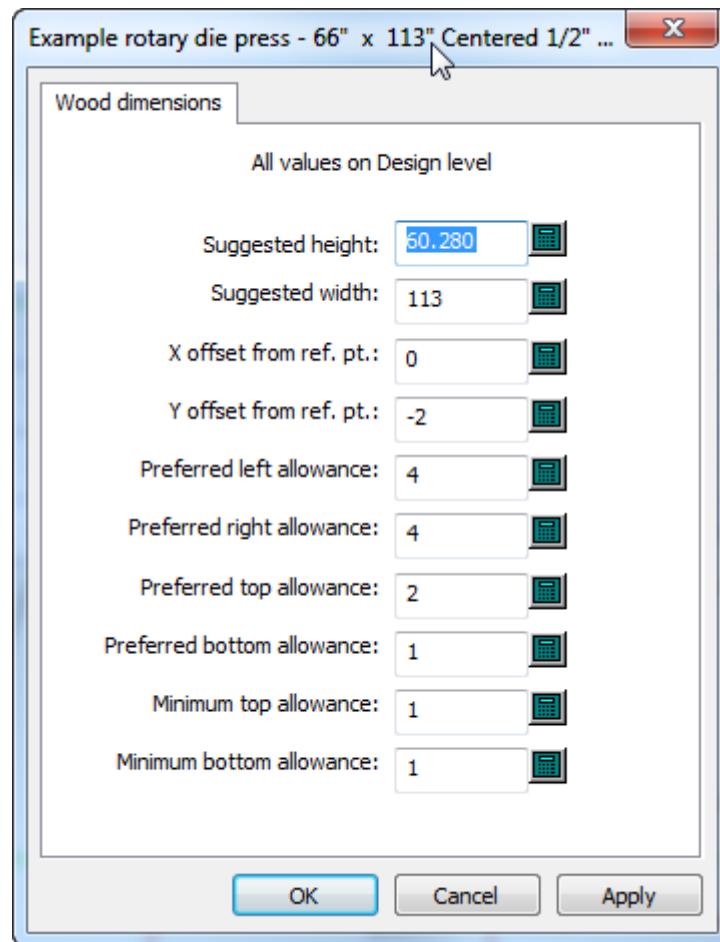 Example rotary die press - 66" x 113" Centered 1/2" ...
Wood dimensions
All values on Design level
Suggested height: 60.280
Suggested width: 113
X offset from ref. pt.: 0
Y offset from ref. pt.: -2
Preferred left allowance: 4
Preferred right allowance: 4
Preferred top allowance: 2
Preferred bottom allowance: 1
Minimum top allowance: 1
Minimum bottom allowance: 1
OK Cancel Apply